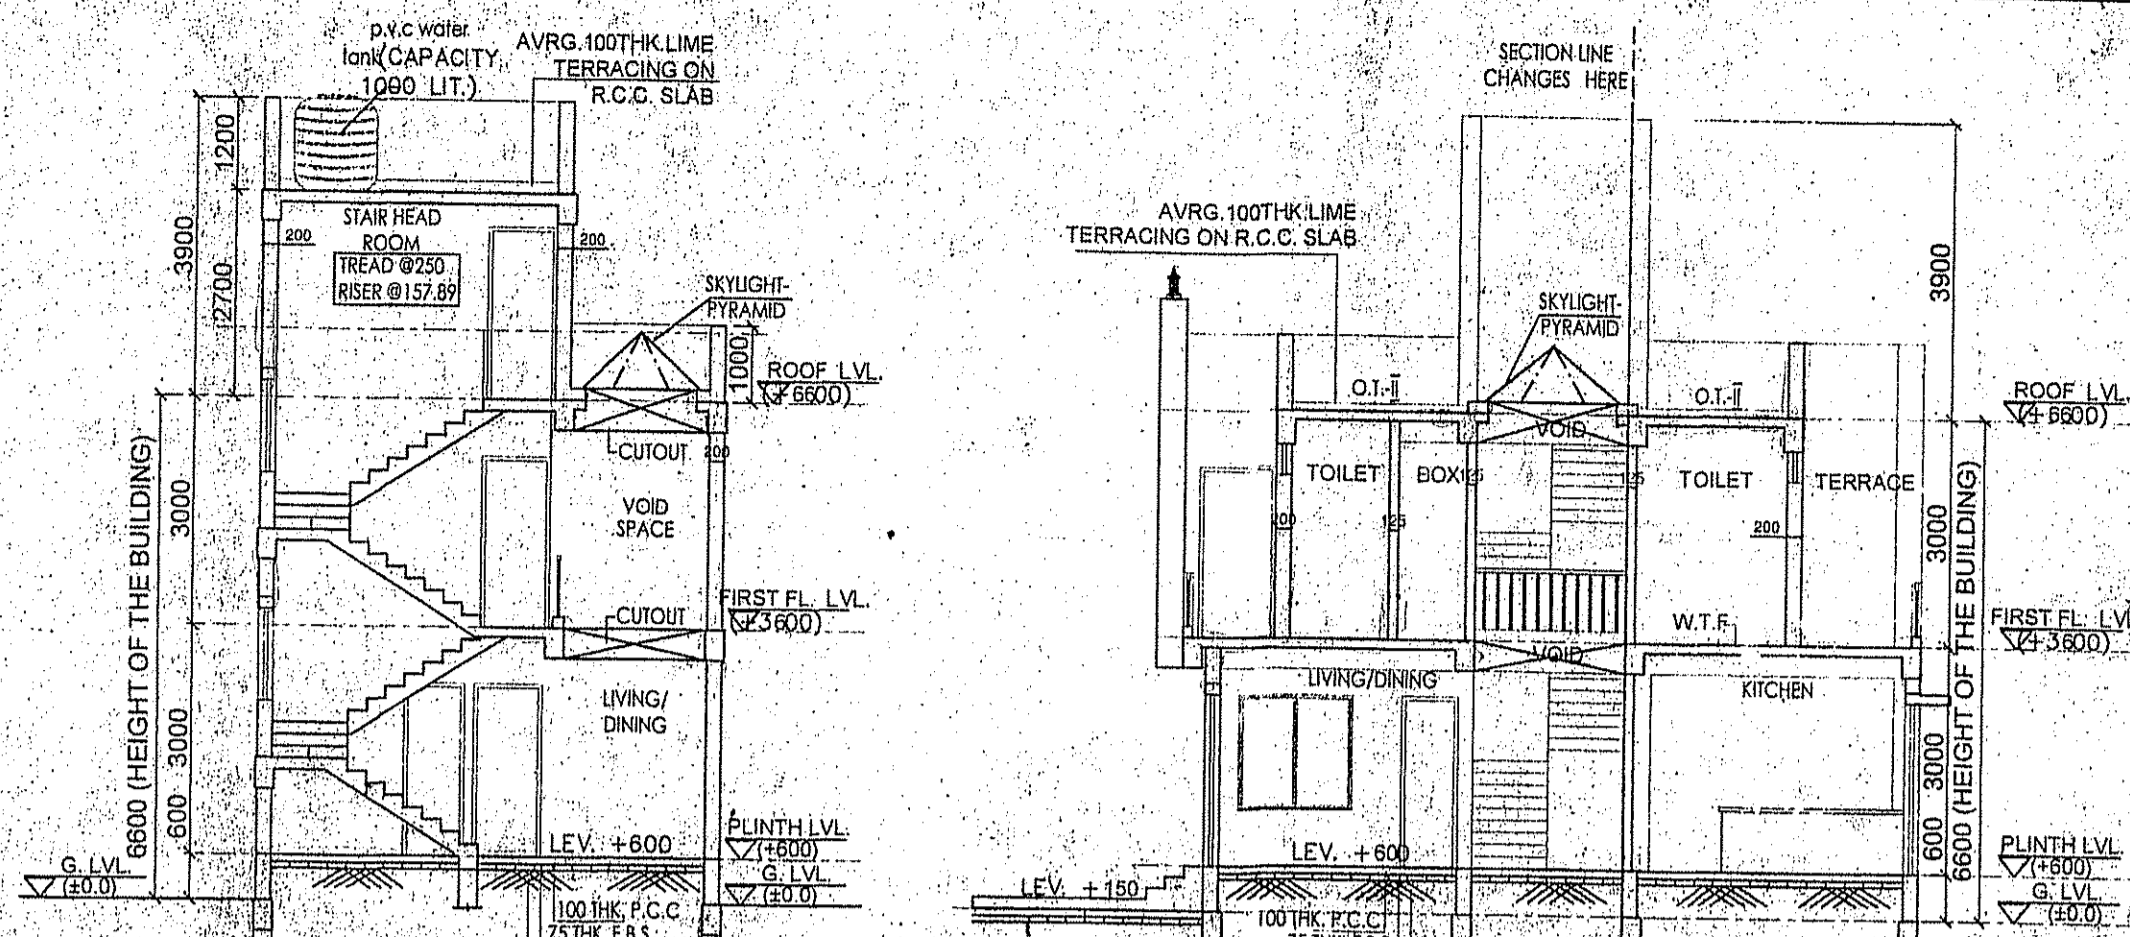 p.v.c water
tank(CAPACITY,
1000 LIT.)
AVRG.100THK.LIME
TERRACING ON
R.C.C. SLAB
1200
3900
2700
STAIR HEAD
ROOM
TREAD @250
RISER @157.89
200
200
SKYLIGHT-
PYRAMID
1000
ROOF LVL.
(+6600)
CUTOUT
200
VOID
SPACE
3000
6600 (HEIGHT OF THE BUILDING)
CUTOUT
FIRST FL. LVL.
(+3600)
LIVING/
DINING
3000
600
LEV. +600
PLINTH LVL.
(+600)
G. LVL.
(±0.0)
G. LVL.
(±0.0)
100 THK. P.C.C
75 THK. F.B.S.
SECTION LINE
CHANGES HERE
AVRG.100THK.LIME
TERRACING ON R.C.C. SLAB
3900
SKYLIGHT-
PYRAMID
O.T.-II
O.T.-II
ROOF LVL.
(+6600)
VOID
TOILET
BOX
125
125
TOILET
TERRACE
200
125
200
3000
6600 (HEIGHT OF THE BUILDING)
W.T.F.
FIRST FL. LVL
(+3600)
VOID
LIVING/DINING
KITCHEN
3000
600
LEV. +600
PLINTH LVL.
(+600)
LEV. +150
G. LVL.
(±0.0)
100 THK. P.C.C